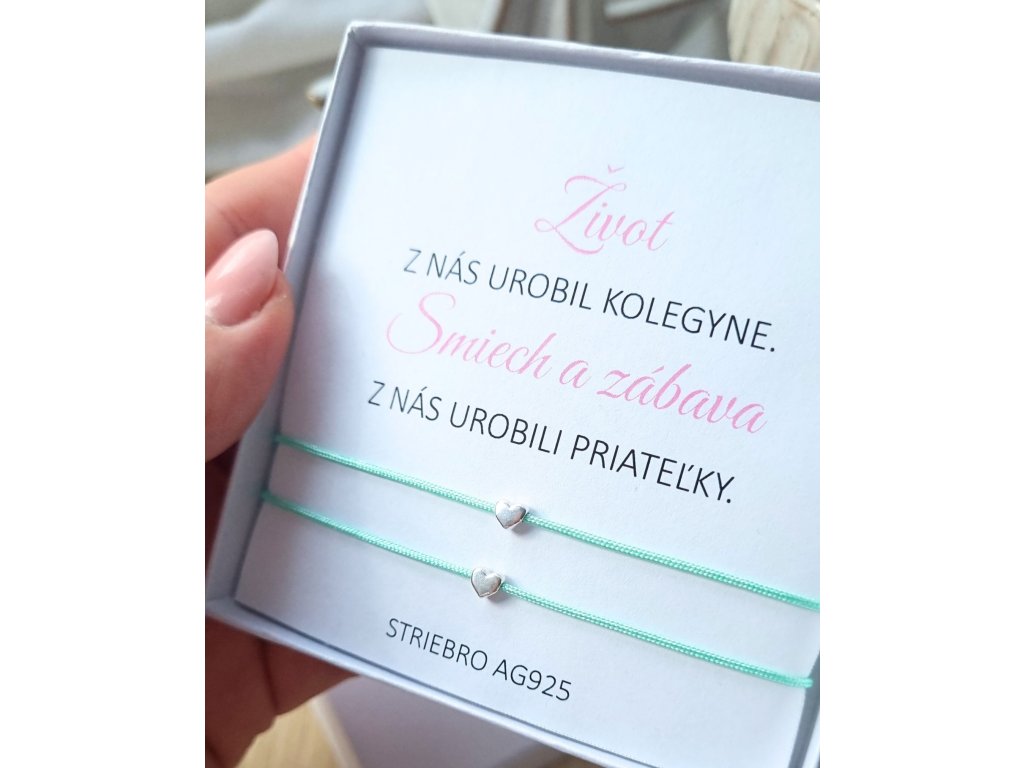 Život
Z NÁS UROBIL KOLEGYNE.
Smiech a zábava
Z NÁS UROBILI PRIATEĽKY.
STRIEBRO AG925